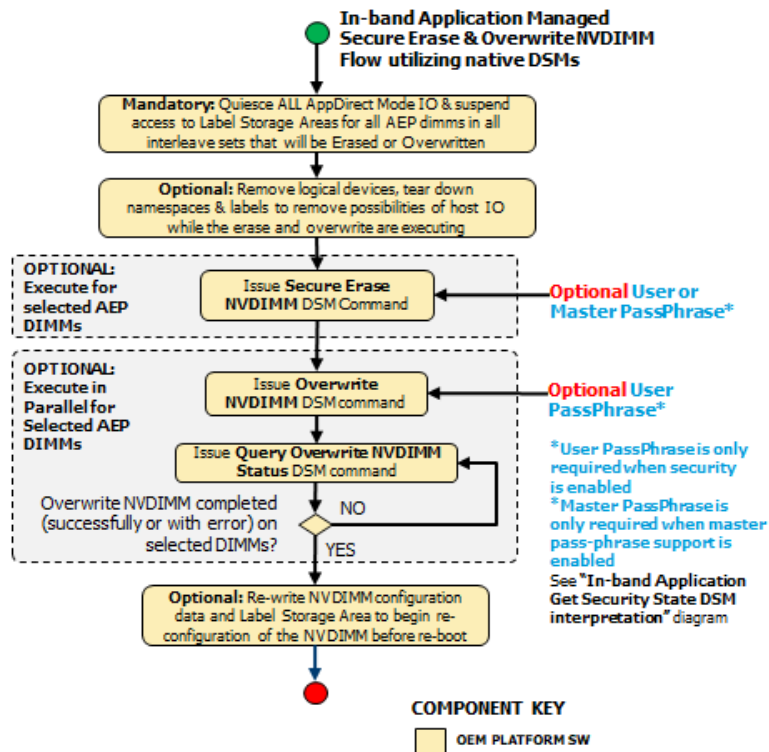 In-band Application Managed
Secure Erase & Overwrite NVDIMM
Flow utilizing native DSMs
Mandatory: Quiesce ALL AppDirect Mode IO & suspend
access to Label Storage Areas for all AEP dimms in all
interleave sets that will be Erased or Overwritten
Optional: Remove logical devices, tear down
namespaces & labels to remove possibilities of host IO
while the erase and overwrite are executing
OPTIONAL:
Execute for
selected AEP
DIMMs
Issue Secure Erase
NVDIMM DSM Command
Optional User or
Master PassPhrase*
OPTIONAL:
Execute in
Parallel for
Selected AEP
DIMMs
Issue Overwrite
NVDIMM DSM command
Optional User
PassPhrase*
Issue Query Overwrite NVDIMM
Status DSM command
Overwrite NVDIMM completed
(successfully or with error) on
selected DIMMs?
NO
YES
*User PassPhrase is only
required when security
is enabled
*Master PassPhrase is
only required when master
pass-phrase support is
enabled
See "In-band Application
Get Security State DSM
interpretation" diagram
Optional: Re-write NVDIMM configuration
data and Label Storage Area to begin re-
configuration of the NVDIMM before re-boot
COMPONENT KEY
OEM PLATFORM SW